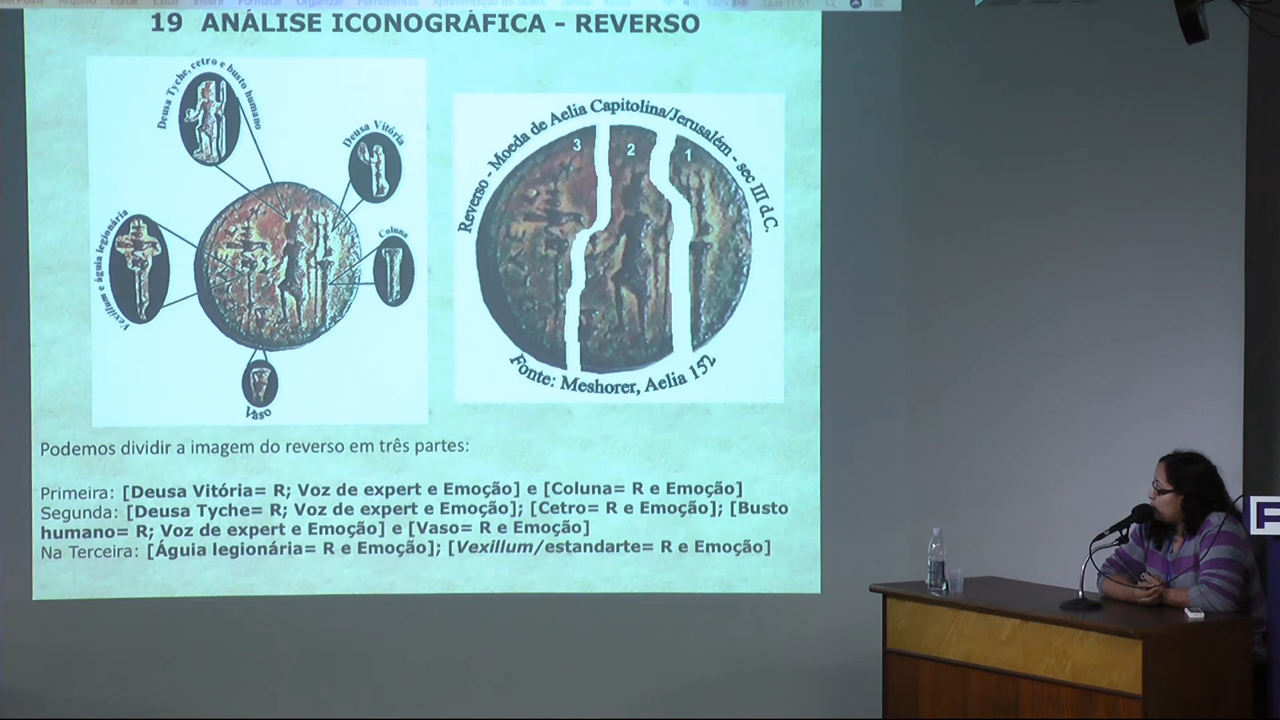 19 ANÁLISE ICONOGRÁFICA - REVERSO
Deusa Tyche, cetro e busto humano
Deusa Vitória
Coluna
Vexillum e águia legionária
Vaso
Reverso - Moeda de Aelia Capitolina/Jerusalém - sec III d.C.
3
2
1
Fonte: Meshorer, Aelia 152
Podemos dividir a imagem do reverso em três partes:
Primeira: [Deusa Vitória= R; Voz de expert e Emoção] e [Coluna= R e Emoção]
Segunda: [Deusa Tyche= R; Voz de expert e Emoção]; [Cetro= R e Emoção]; [Busto
humano= R; Voz de expert e Emoção] e [Vaso= R e Emoção]
Na Terceira: [Águia legionária= R e Emoção]; [Vexillum/estandarte= R e Emoção]